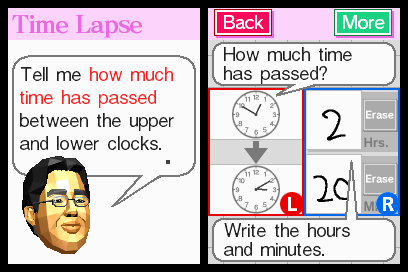 Time Lapse
Tell me how much
time has passed
between the upper
and lower clocks.
Back
More
How much time
has passed?
2
Erase
Hrs.
20
Erase
L
R
Write the hours
and minutes.